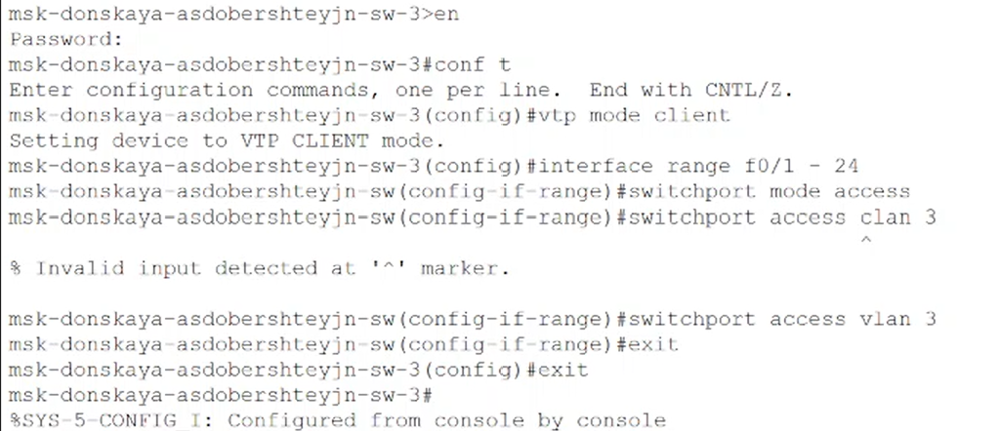 msk-donskaya-asdobershteyjn-sw-3>en
Password:
msk-donskaya-asdobershteyjn-sw-3#conf t
Enter configuration commands, one per line.  End with CNTL/Z.
msk-donskaya-asdobershteyjn-sw-3(config)#vtp mode client
Setting device to VTP CLIENT mode.
msk-donskaya-asdobershteyjn-sw-3(config)#interface range f0/1 - 24
msk-donskaya-asdobershteyjn-sw(config-if-range)#switchport mode access
msk-donskaya-asdobershteyjn-sw(config-if-range)#switchport access clan 3
^
% Invalid input detected at '^' marker.
msk-donskaya-asdobershteyjn-sw(config-if-range)#switchport access vlan 3
msk-donskaya-asdobershteyjn-sw(config-if-range)#exit
msk-donskaya-asdobershteyjn-sw-3(config)#exit
msk-donskaya-asdobershteyjn-sw-3#
%SYS-5-CONFIG_I: Configured from console by console